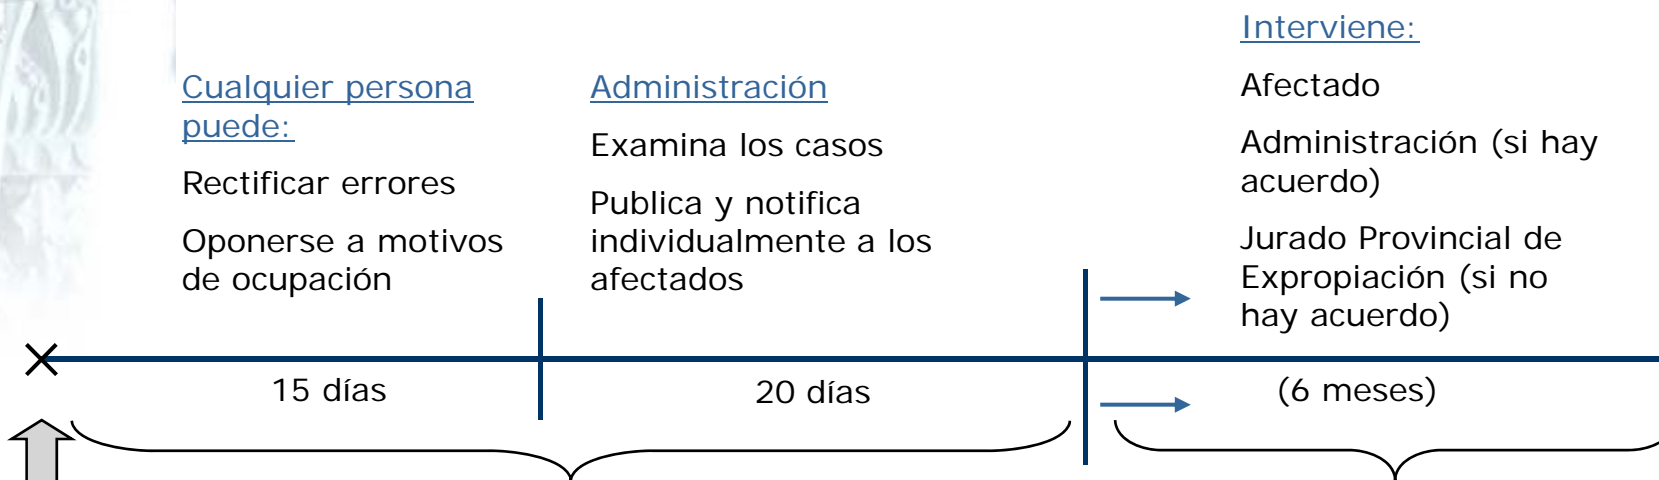 Cualquier persona
puede:
Rectificar errores
Oponerse a motivos
de ocupación
Administración
Examina los casos
Publica y notifica
individualmente a los
afectados
Interviene:
Afectado
Administración (si hay
acuerdo)
Jurado Provincial de
Expropiación (si no
hay acuerdo)
15 días
20 días
(6 meses)